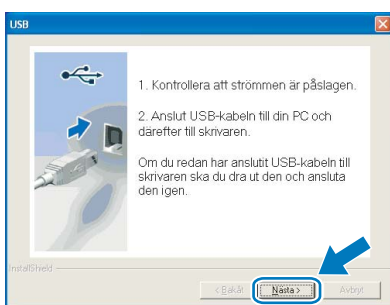 USB
1. Kontrollera att strömmen är påslagen.
2. Anslut USB-kabeln till din PC och
därefter till skrivaren.
Om du redan har anslutit USB-kabeln till
skrivaren ska du dra ut den och ansluta
den igen.
InstallShield
< Bakåt Nästa > Avbryt